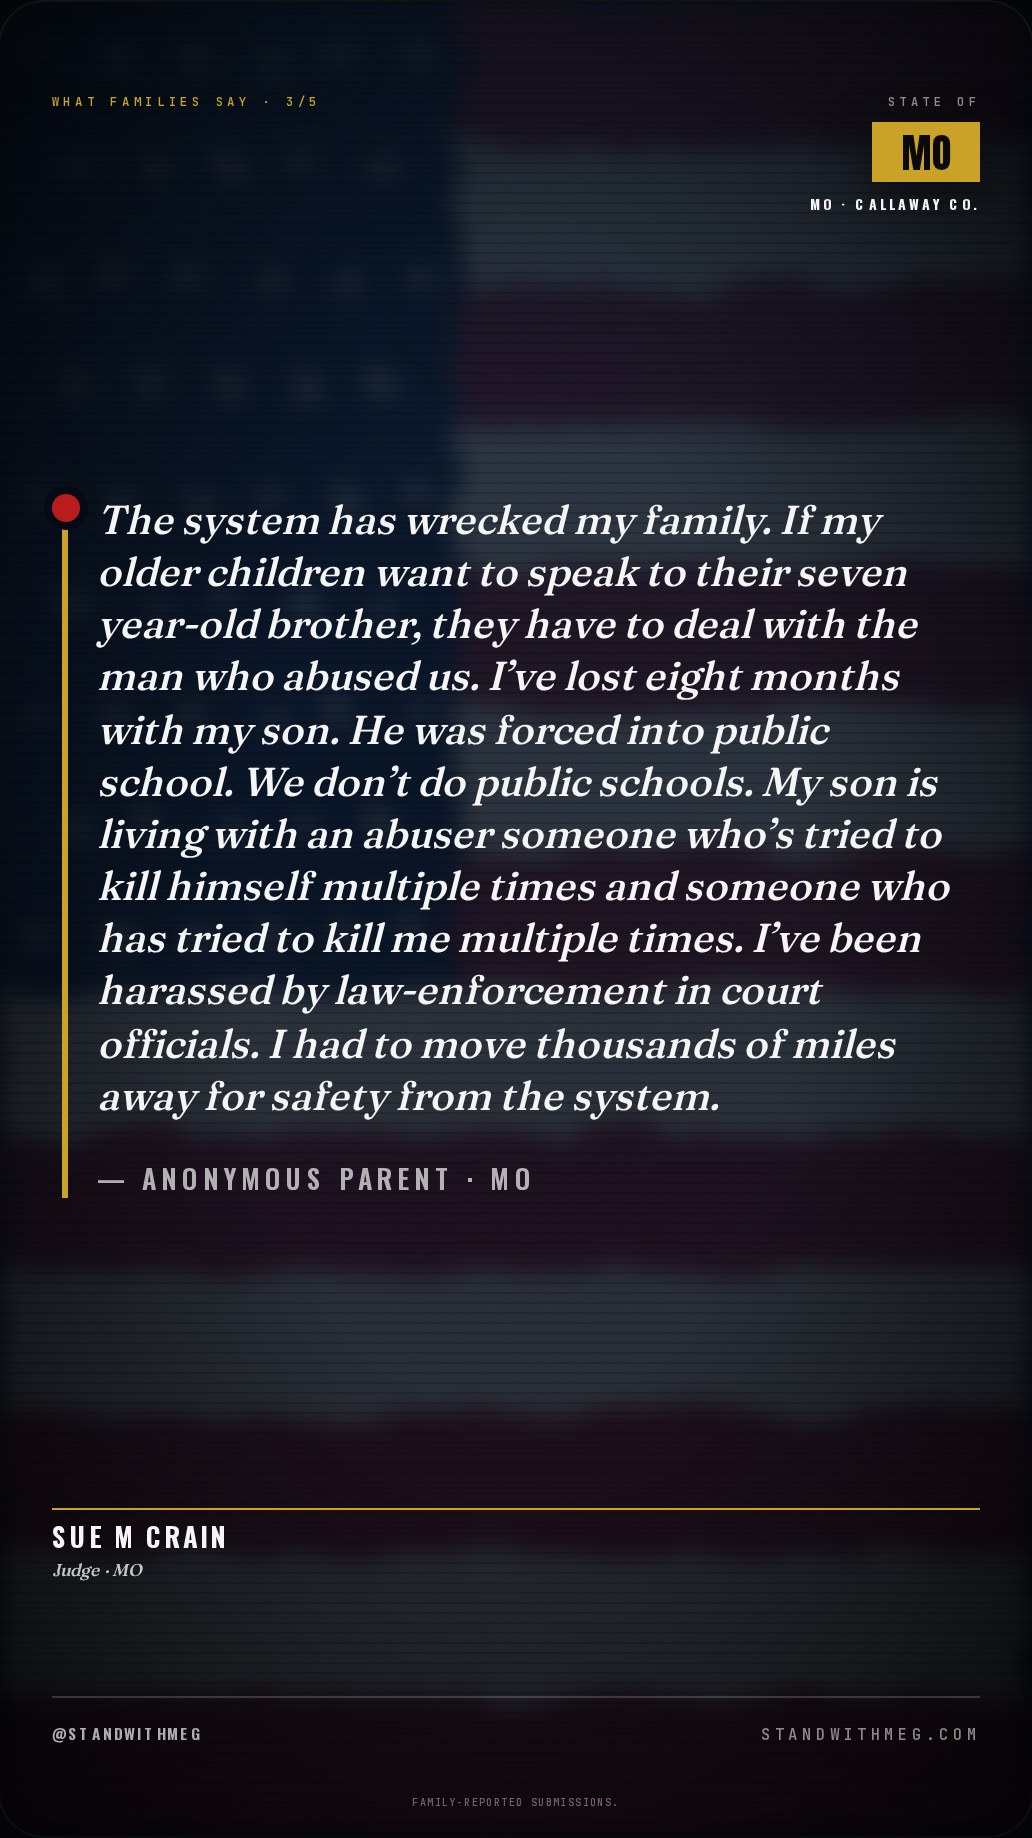 WHAT FAMILIES SAY · 3/5
STATE OF
MO
MO · CALLAWAY CO.
The system has wrecked my family. If my
older children want to speak to their seven
year-old brother, they have to deal with the
man who abused us. I’ve lost eight months
with my son. He was forced into public
school. We don’t do public schools. My son is
living with an abuser someone who’s tried to
kill himself multiple times and someone who
has tried to kill me multiple times. I’ve been
harassed by law-enforcement in court
officials. I had to move thousands of miles
away for safety from the system.
— ANONYMOUS PARENT · MO
SUE M CRAIN
Judge · MO
@STANDWITHMEG
STANDWITHMEG.COM
FAMILY-REPORTED SUBMISSIONS.